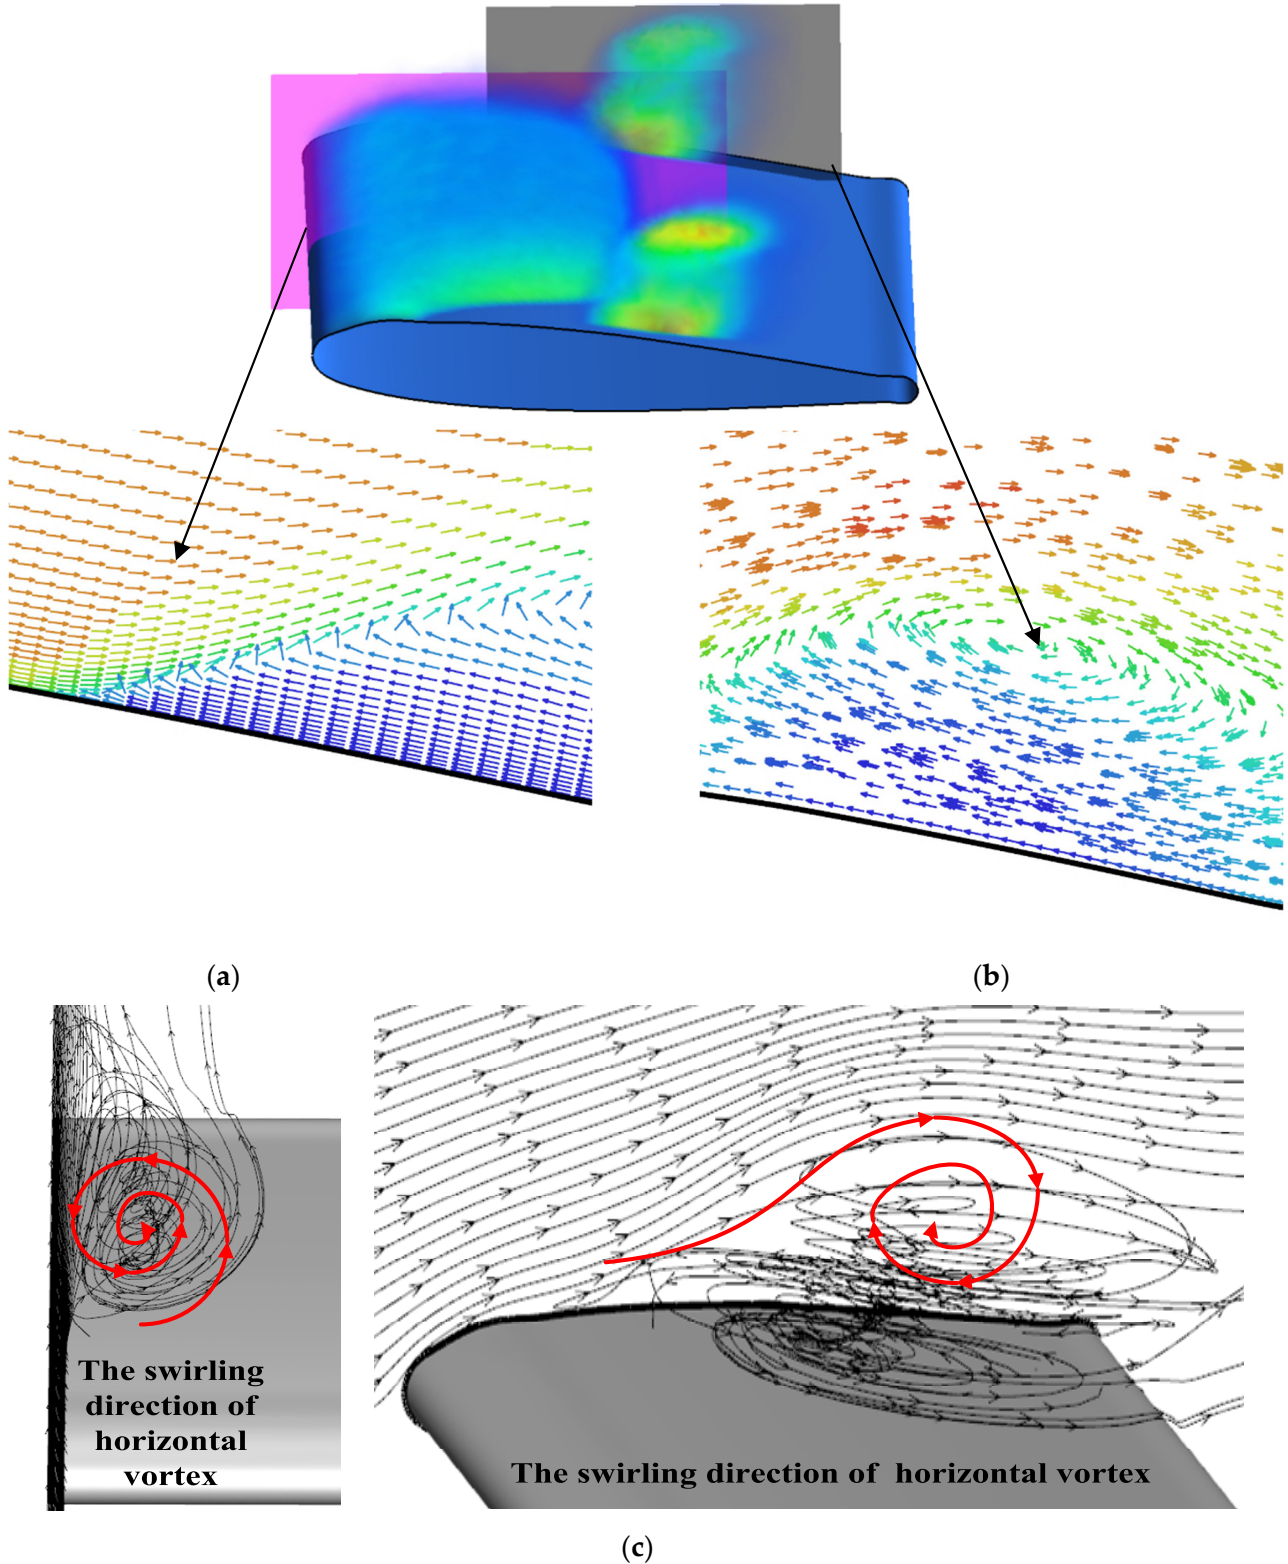 (a)
(b)
The swirling
direction of
horizontal
vortex
The swirling direction of horizontal vortex
(c)